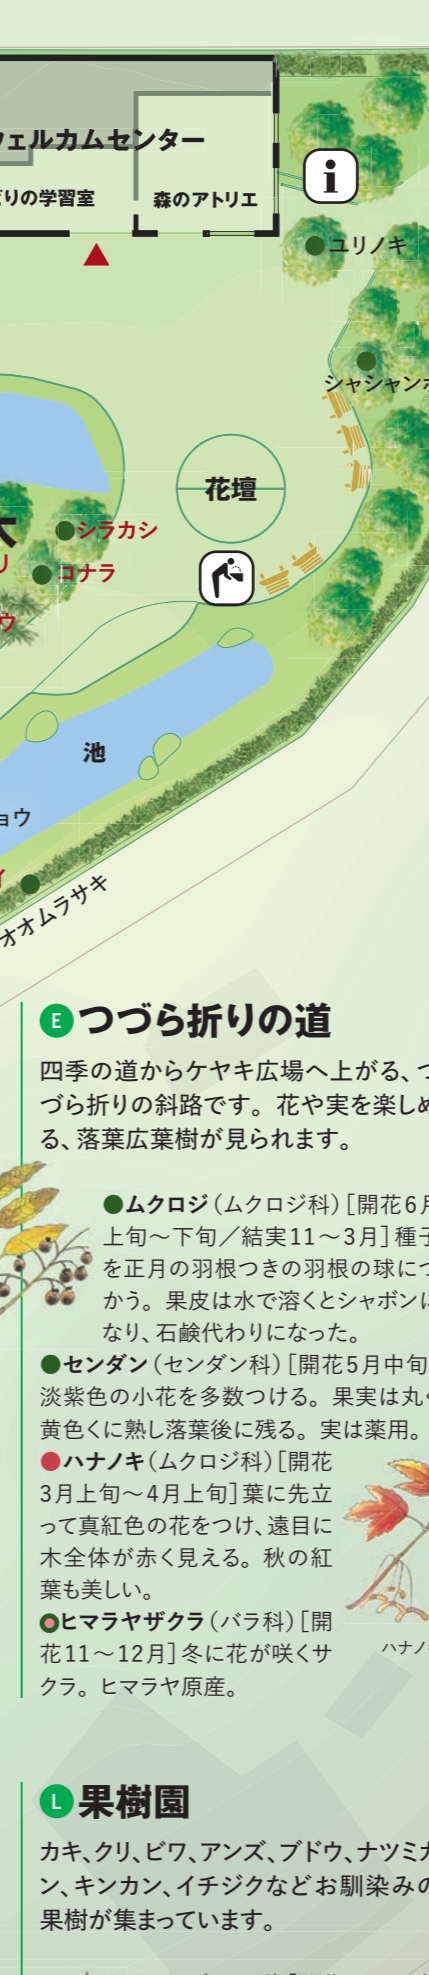 ウェルカムセンター
りの学習室
森のアトリエ
i
ユリノキ
シャシャン
花壇
シラカシ
コナラ
リ
ウ
池
ョウ
イ
オオムラサキ
E つづら折りの道
四季の道からケヤキ広場へ上がる、つ
づら折りの斜路です。花や実を楽しめ
る、落葉広葉樹が見られます。
●ムクロジ(ムクロジ科)[開花6月
上旬～下旬／結実11～3月]種子
を正月の羽根つきの羽根の球につ
かう。果皮は水で溶くとシャボンに
なり、石鹸代わりになった。
●センダン(センダン科)[開花5月中旬
淡紫色の小花を多数つける。果実は丸く
黄色くに熟し落葉後に残る。実は薬用。
●ハナノキ(ムクロジ科)[開花
3月上旬～4月上旬]葉に先立
って真紅色の花をつけ、遠目に
木全体が赤く見える。秋の紅
葉も美しい。
●ヒマラヤザクラ(バラ科)[開
花11～12月]冬に花が咲くサ
クラ。ヒマラヤ原産。
ハナノ
L 果樹園
カキ、クリ、ビワ、アンズ、ブドウ、ナツミカ
ン、キンカン、イチジクなどお馴染みの
果樹が集まっています。